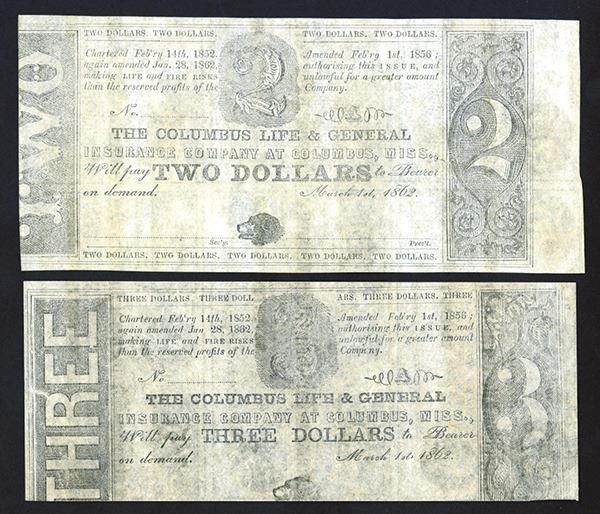 TWO DOLLARS. TWO DOLLARS. TWO DOLLARS. TWO DOLLARS.
TWO
Chartered Feb'ry 14th, 1852. Amended Feb'ry 1st, 1856;
again amended Jan. 28, 1862, authorising this ISSUE, and
making LIFE and FIRE RISKS unlawful for a greater amount
than the reserved profits of the Company.
2
No. A
THE COLUMBUS LIFE & GENERAL
INSURANCE COMPANY AT COLUMBUS, MISS.,
Will pay TWO DOLLARS to Bearer
on demand. March 1st, 1862.
2
Sec'y. Pres't.
TWO DOLLARS. TWO DOLLARS. TWO DOLLARS. TWO DOLLARS. TWO DOLLARS.
THREE DOLLARS. THREE DOLL ARS. THREE DOLLARS. THREE
THREE
Chartered Feb'ry 14th, 1852. Amended Feb'ry 1st, 1856;
again amended Jan 28, 1862, authorising this ISSUE, and
making LIFE and FIRE RISKS unlawful for a greater amount
than the reserved profits of the Company.
No. A
THE COLUMBUS LIFE & GENERAL
INSURANCE COMPANY AT COLUMBUS, MISS.,
Will pay THREE DOLLARS to Bearer
on demand. March 1st, 1862.
3